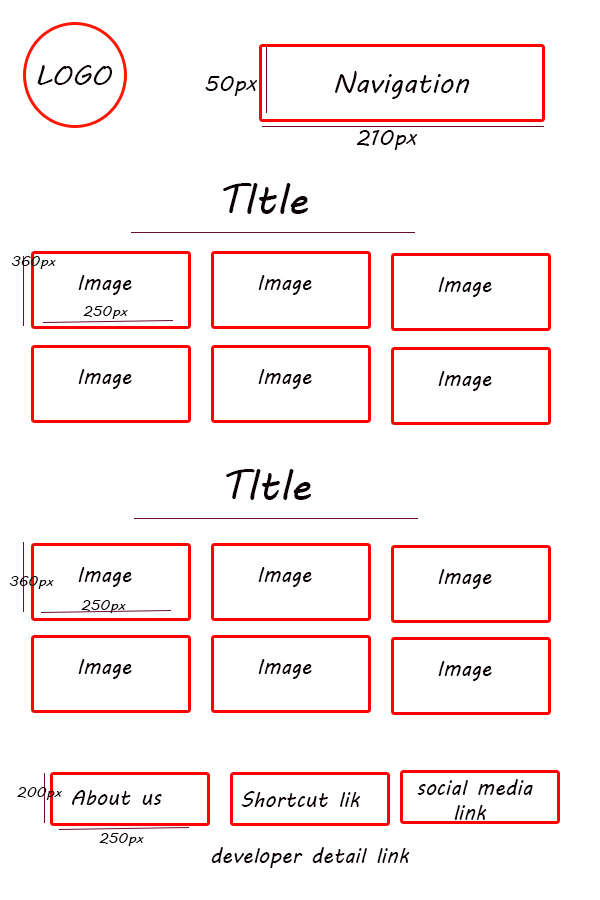 LOGO
50px
Navigation
210px
TItle
360px
Image
Image
Image
250px
Image
Image
Image
TItle
Image
Image
Image
360px
250px
Image
Image
Image
200px
About us
Shortcut lik
social media
link
250px
developer detail link